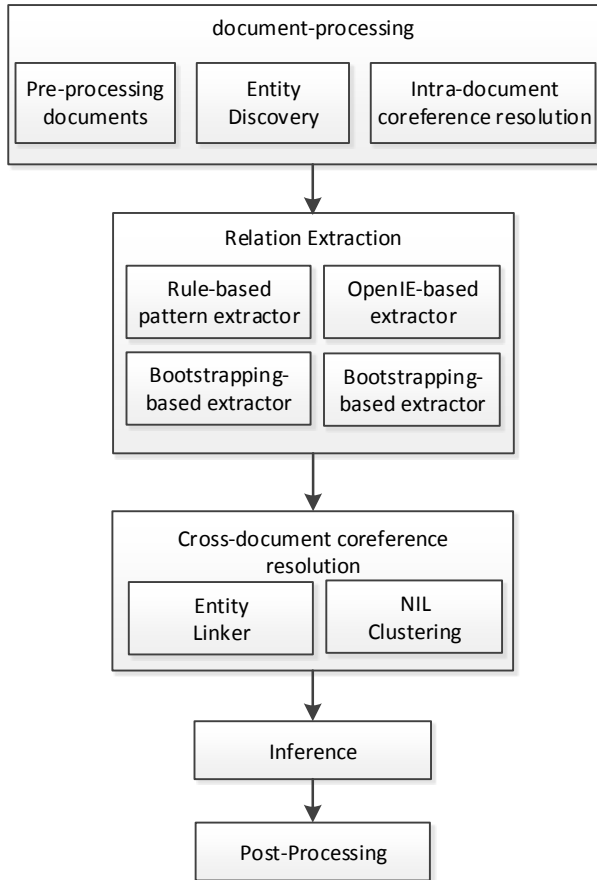 document-processing
Pre-processing
documents
Entity
Discovery
Intra-document
coreference resolution
Relation Extraction
Rule-based
pattern extractor
OpenIE-based
extractor
Bootstrapping-
based extractor
Bootstrapping-
based extractor
Cross-document coreference
resolution
Entity
Linker
NIL
Clustering
Inference
Post-Processing